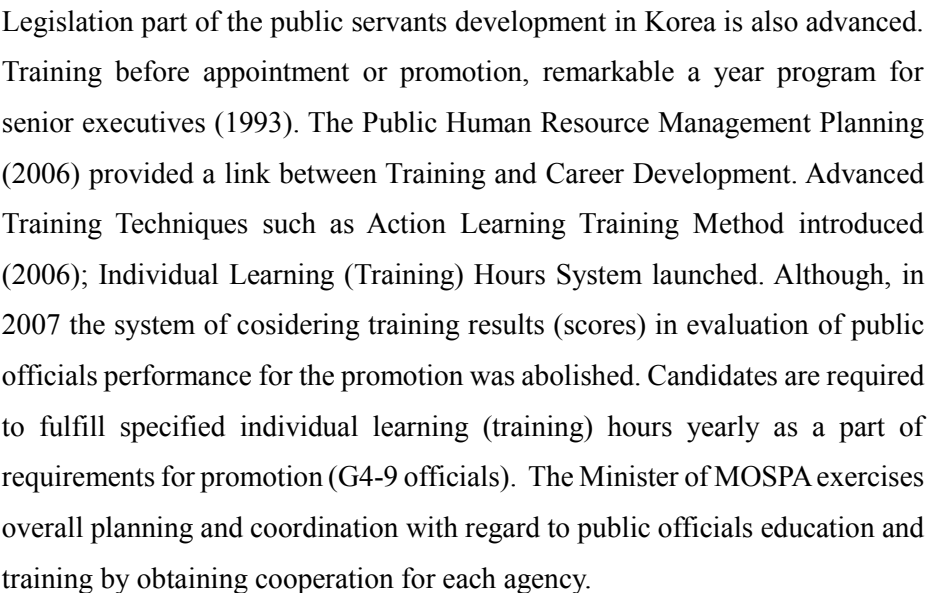 Legislation part of the public servants development in Korea is also advanced.
Training before appointment or promotion, remarkable a year program for
senior executives (1993). The Public Human Resource Management Planning
(2006) provided a link between Training and Career Development. Advanced
Training Techniques such as Action Learning Training Method introduced
(2006); Individual Learning (Training) Hours System launched. Although, in
2007 the system of cosidering training results (scores) in evaluation of public
officials performance for the promotion was abolished. Candidates are required
to fulfill specified individual learning (training) hours yearly as a part of
requirements for promotion (G4-9 officials). The Minister of MOSPA exercises
overall planning and coordination with regard to public officials education and
training by obtaining cooperation for each agency.